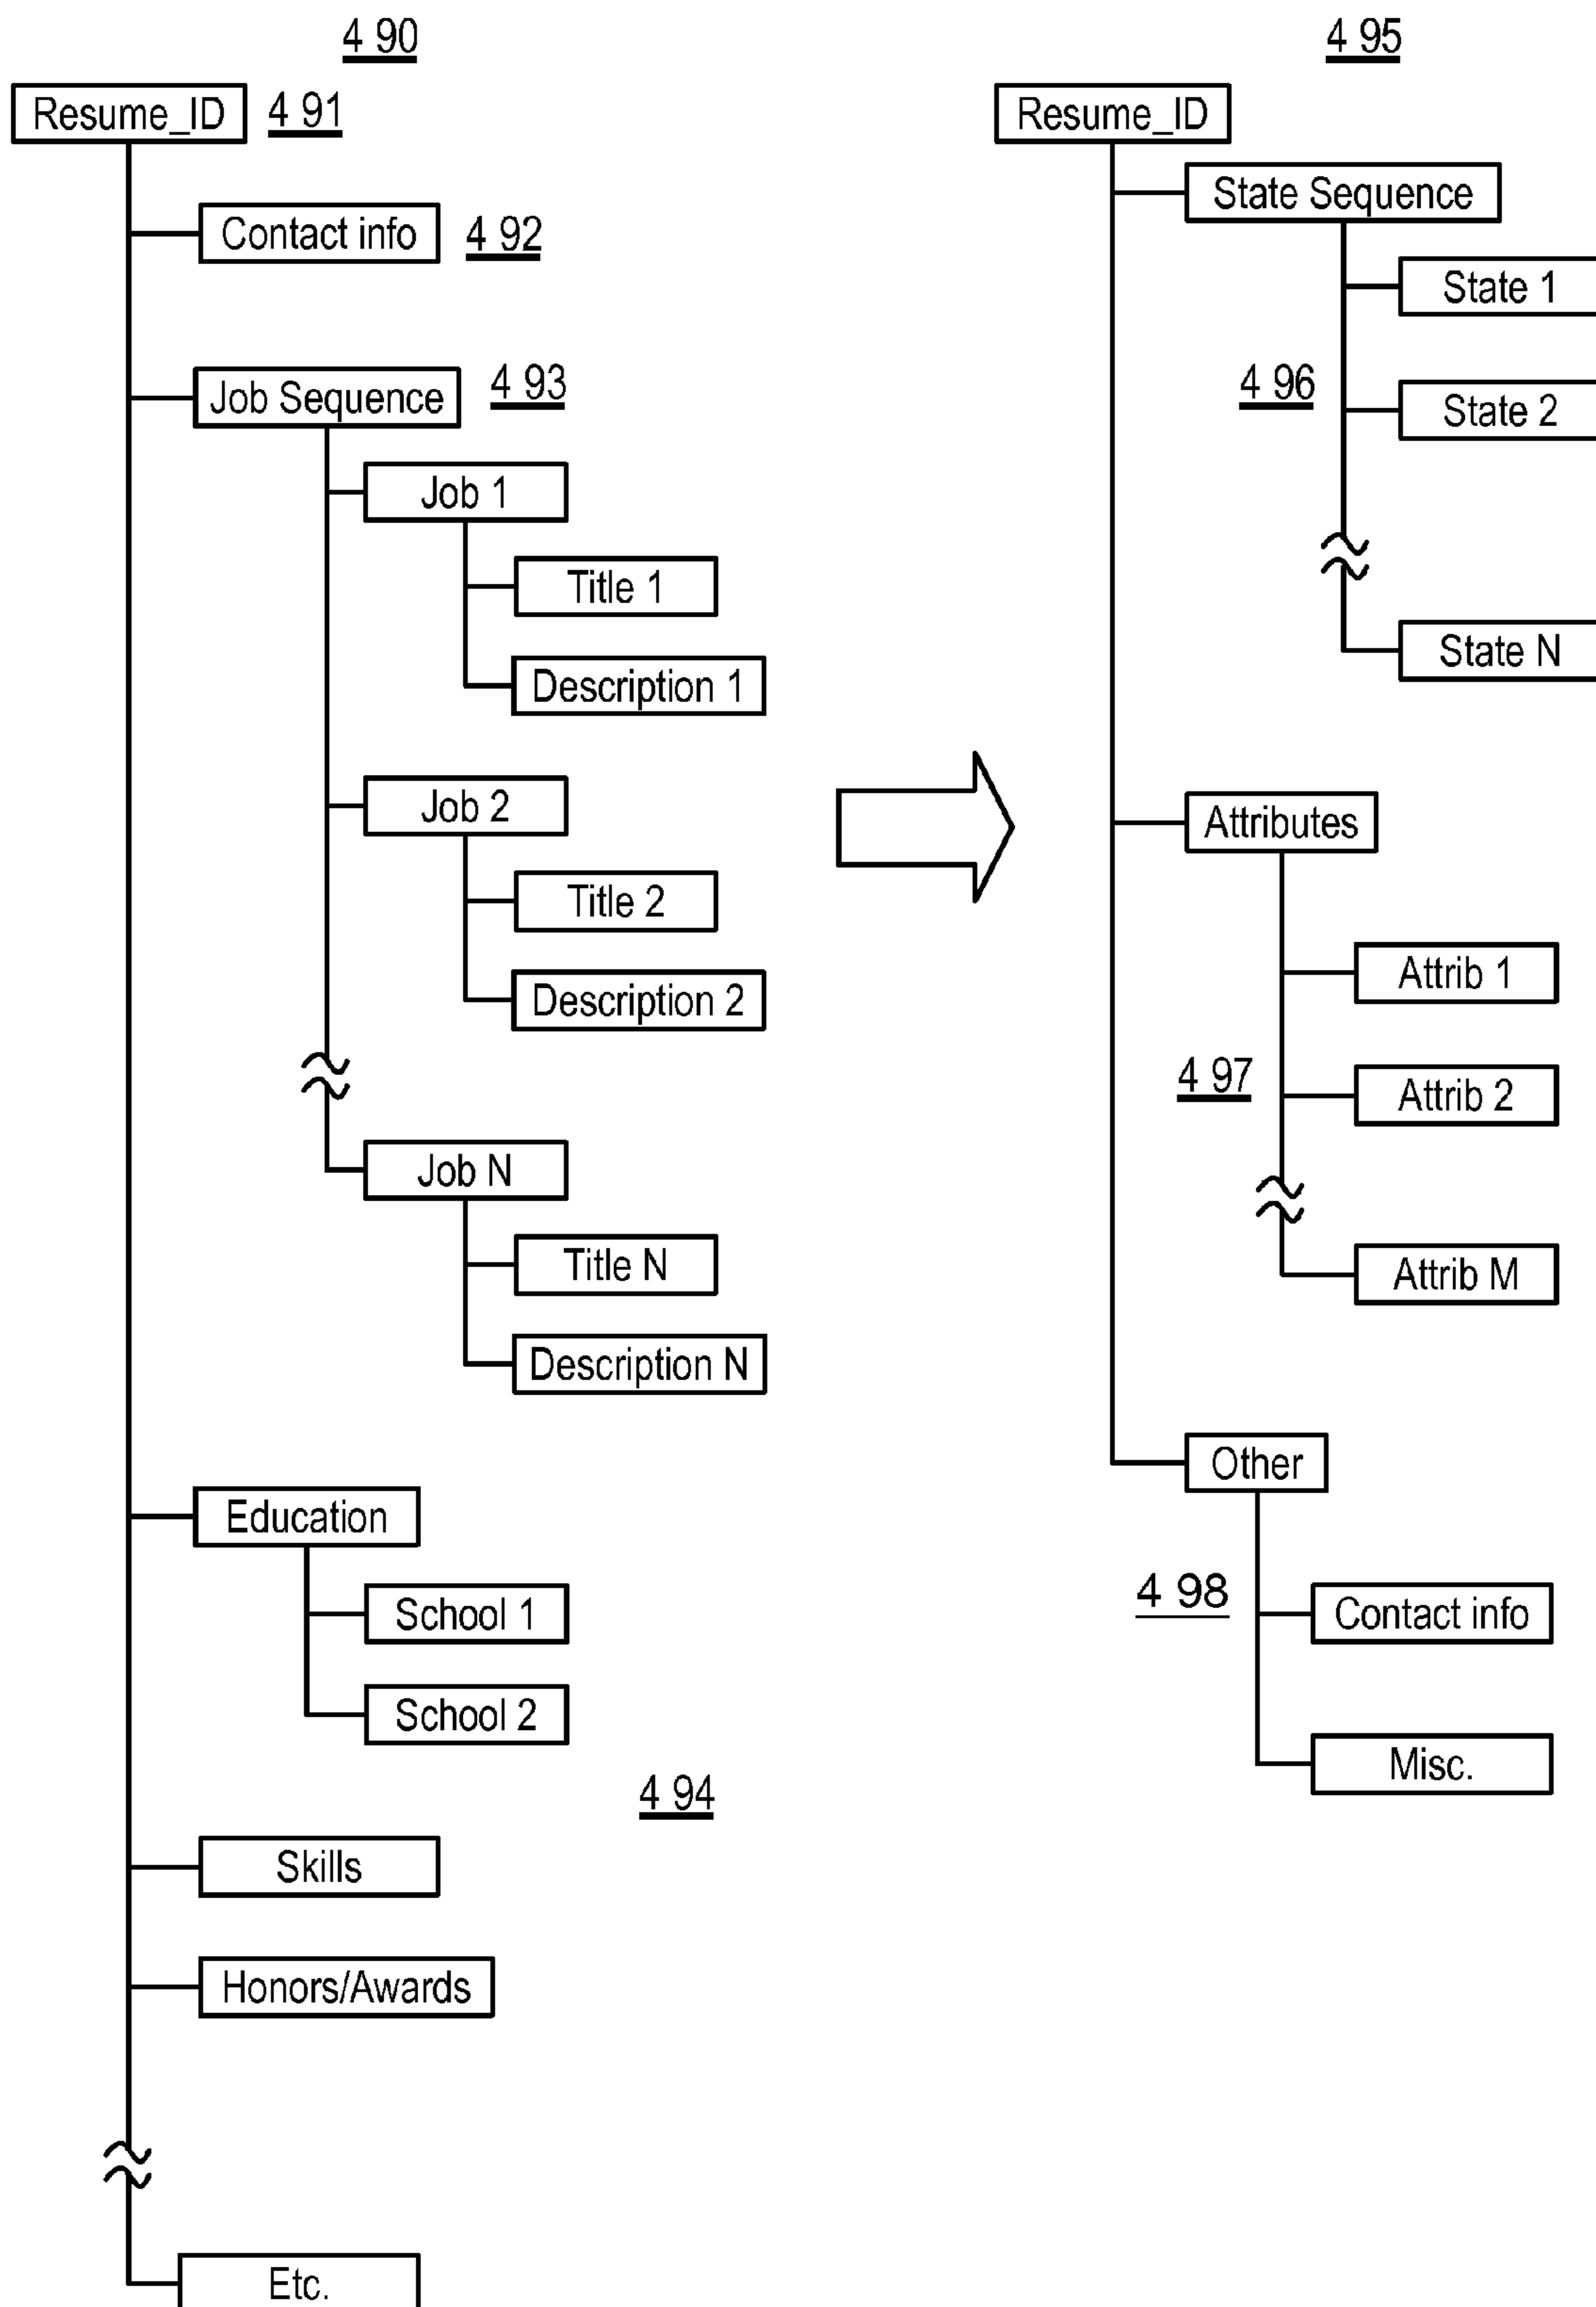 4 90
Resume_ID
4 91
Contact info
4 92
Job Sequence
4 93
Job 1
Title 1
Description 1
Job 2
Title 2
Description 2
Job N
Title N
Description N
Education
School 1
School 2
4 94
Skills
Honors/Awards
Etc.
4 95
Resume_ID
State Sequence
State 1
4 96
State 2
State N
Attributes
Attrib 1
4 97
Attrib 2
Attrib M
Other
4 98
Contact info
Misc.